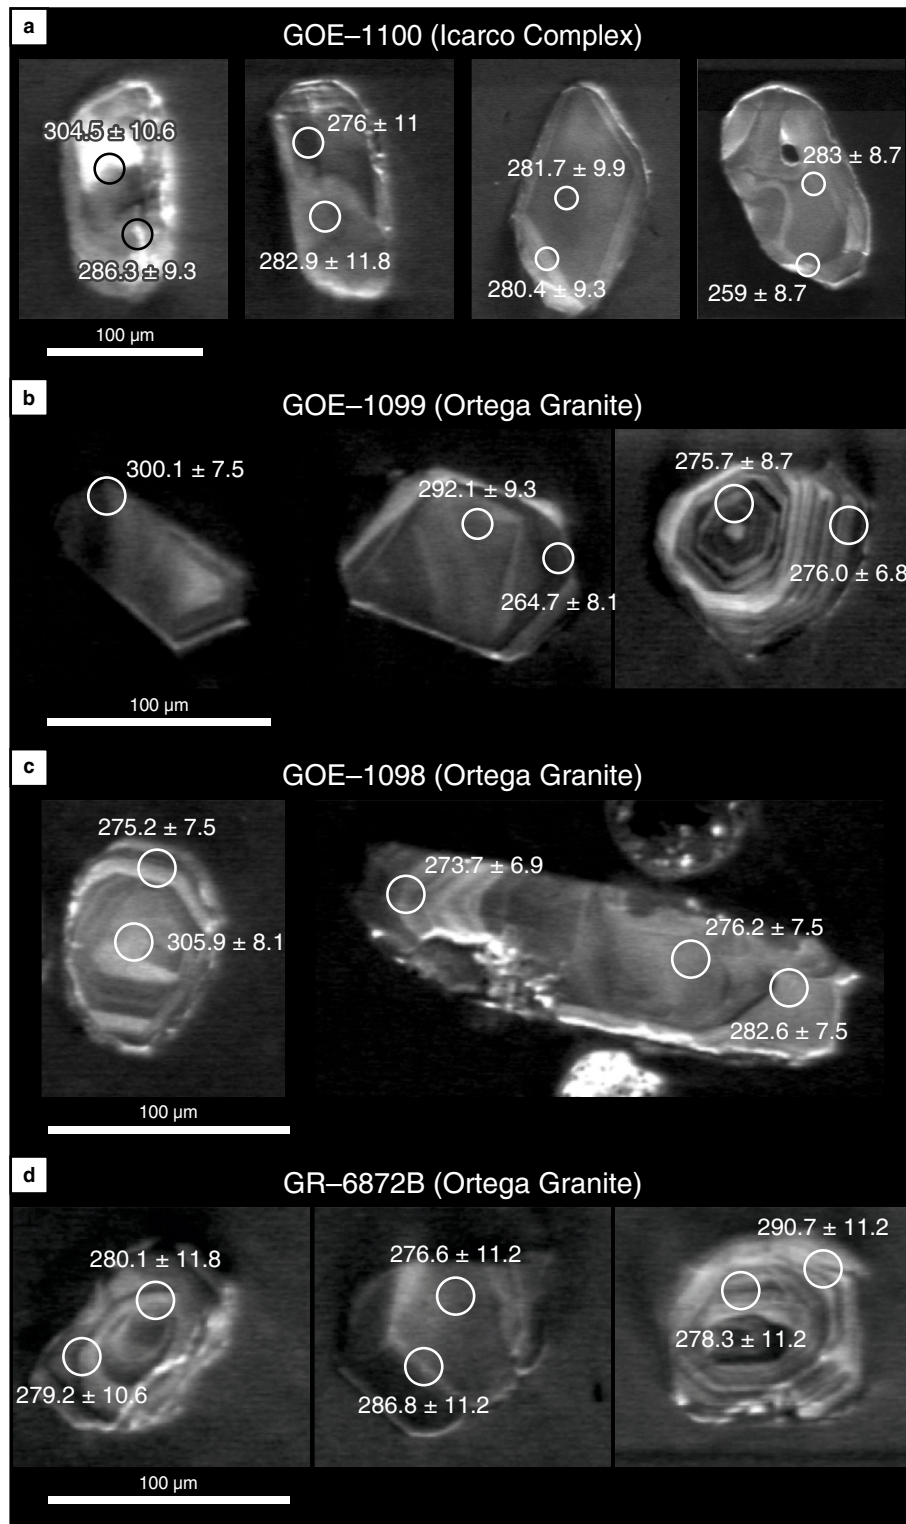 a
GOE–1100 (Icarco Complex)
304.5 ± 10.6
286.3 ± 9.3
276 ± 11
282.9 ± 11.8
281.7 ± 9.9
280.4 ± 9.3
283 ± 8.7
259 ± 8.7
100 µm
b
GOE–1099 (Ortega Granite)
300.1 ± 7.5
292.1 ± 9.3
264.7 ± 8.1
275.7 ± 8.7
276.0 ± 6.8
100 µm
c
GOE–1098 (Ortega Granite)
275.2 ± 7.5
305.9 ± 8.1
273.7 ± 6.9
276.2 ± 7.5
282.6 ± 7.5
100 µm
d
GR–6872B (Ortega Granite)
280.1 ± 11.8
279.2 ± 10.6
276.6 ± 11.2
286.8 ± 11.2
290.7 ± 11.2
278.3 ± 11.2
100 µm